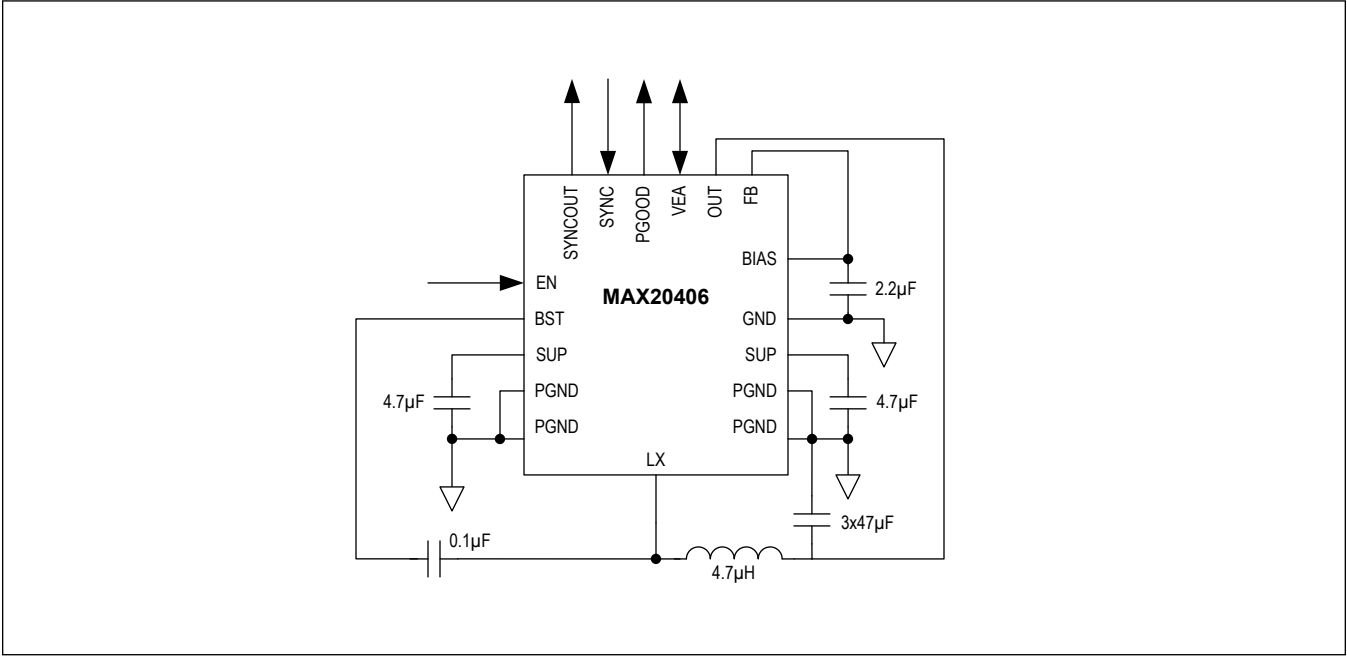 SYNCOUT
SYNC
PGOOD
VEA
OUT
FB
EN
BST
SUP
PGND
PGND
MAX20406
BIAS
GND
SUP
PGND
PGND
LX
2.2µF
4.7µF
4.7µF
3x47µF
0.1µF
4.7µH